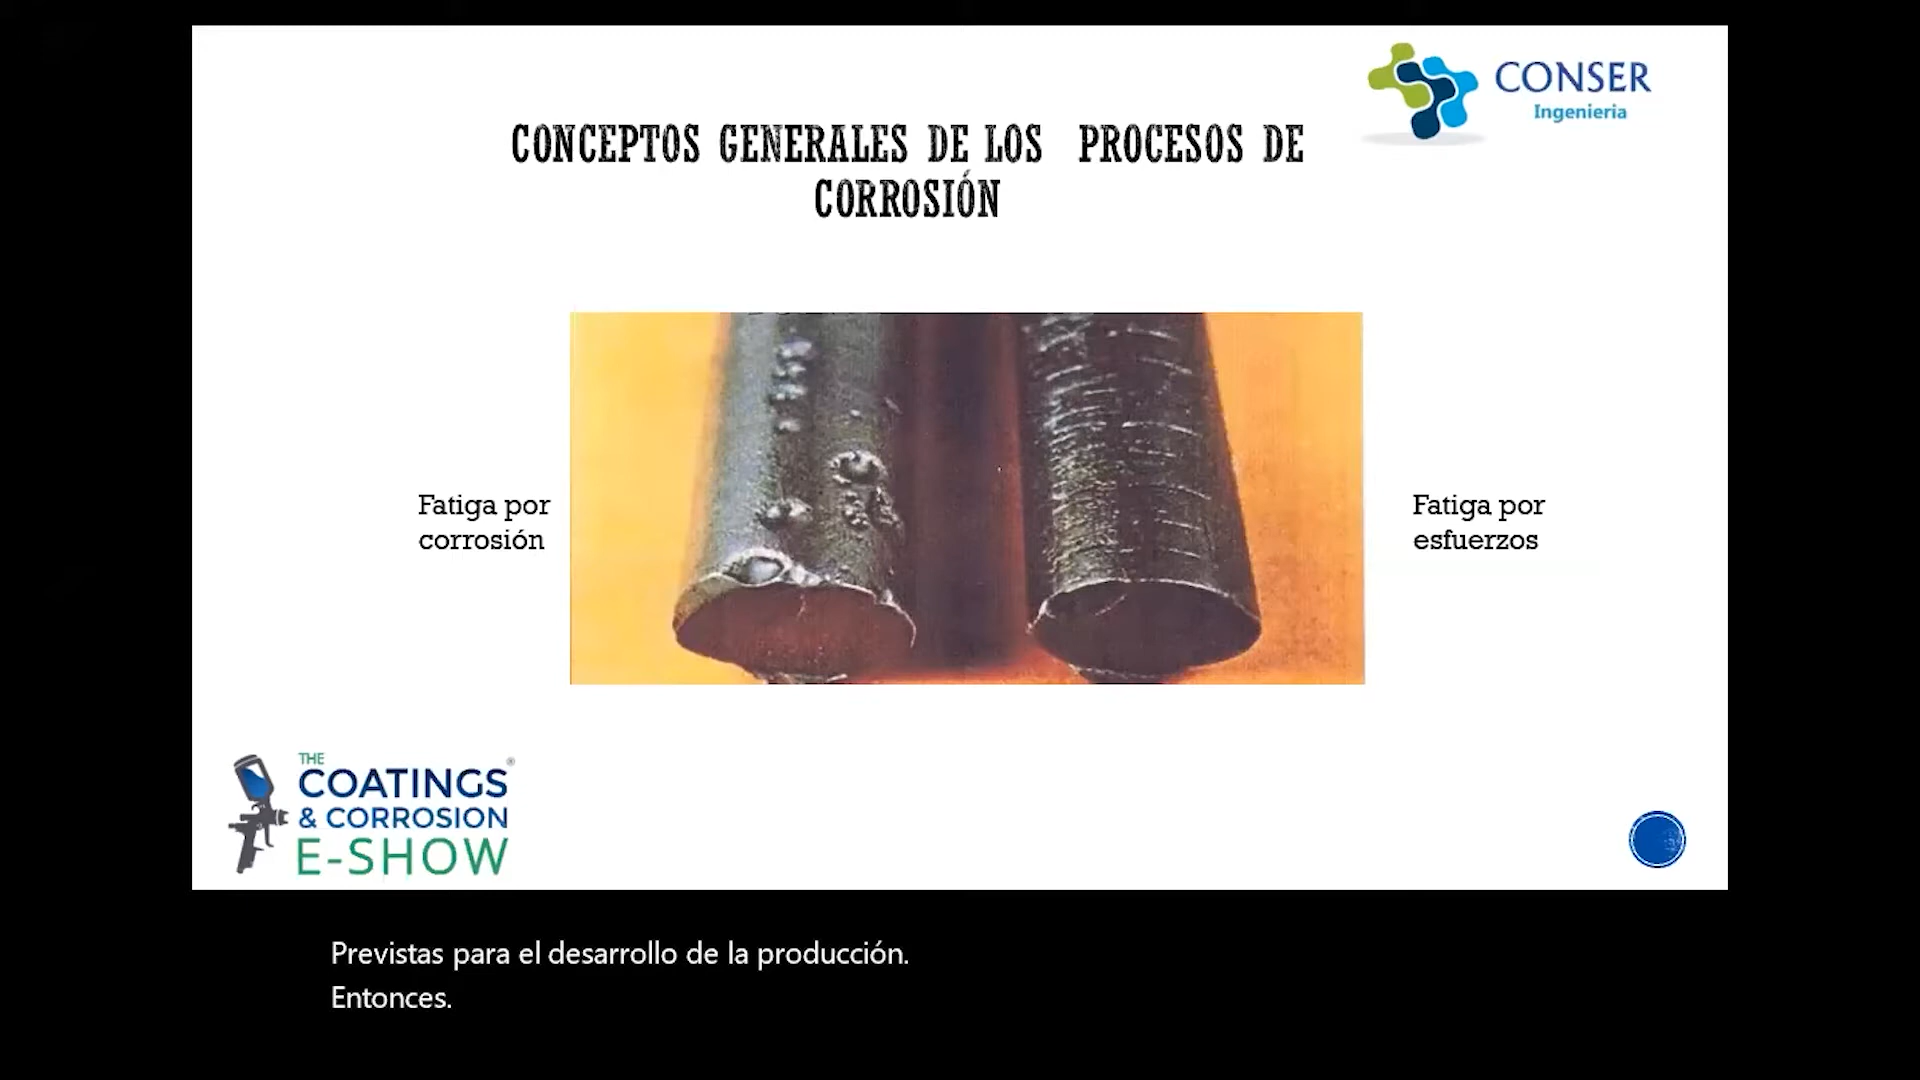 CONSER
Ingenieria
CONCEPTOS GENERALES DE LOS PROCESOS DE
CORROSIÓN
Fatiga por
corrosión
Fatiga por
esfuerzos
THE
COATINGS®
& CORROSION
E-SHOW
Previstas para el desarrollo de la producción.
Entonces.